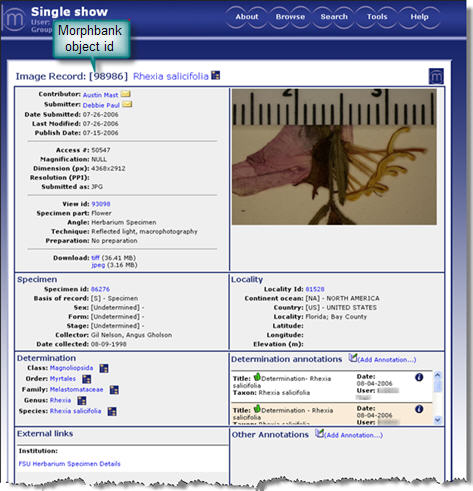 Single show
User:
Group
About Browse Search Tools Help
Morphbank
object id
Image Record: [98986] Rhexia salicifolia
Contributor: Austin Mast
Submitter: Debbie Paul
Date Submitted: 07-26-2006
Last Modified: 07-26-2006
Publish Date: 07-15-2006
Access #: 50547
Magnification: NULL
Dimension (px): 4368x2912
Resolution (PPI):
Submitted as: JPG
View id: 93098
Specimen part: Flower
Angle: Herbarium Specimen
Technique: Reflected light, macrophotography
Preparation: No preparation
Download: tiff (36.41 MB)
jpeg (3.16 MB)
1 2 3
Specimen
Specimen id: 86276
Basis of record: [S] - Specimen
Sex: [Undetermined] -
Form: [Undetermined] -
Stage: [Undetermined] -
Collector: Gil Nelson, Angus Gholson
Date collected: 08-09-1998
Locality
Locality Id: 81528
Continent ocean: [NA] - NORTH AMERICA
Country: [US] - UNITED STATES
Locality: Florida; Bay County
Latitude:
Longitude:
Elevation (m):
Determination
Class: Magnoliopsida
Order: Myrtales
Family: Melastomataceae
Genus: Rhexia
Species: Rhexia salicifolia
Determination annotations (Add Annotation...)
Title: Determination- Rhexia salicifolia
Taxon: Rhexia salicifolia
Date:
08-04-2006
User:
Title: Determination - Rhexia salicifolia
Taxon: Rhexia salicifolia
Date:
08-04-2006
User:
External links
Institution:
FSU Herbarium Specimen Details
Other Annotations (Add Annotation...)